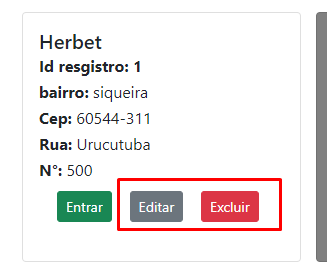 Herbet
Id resgistro: 1
bairro: siqueira
Cep: 60544-311
Rua: Urucutuba
N°: 500
Entrar Editar Excluir